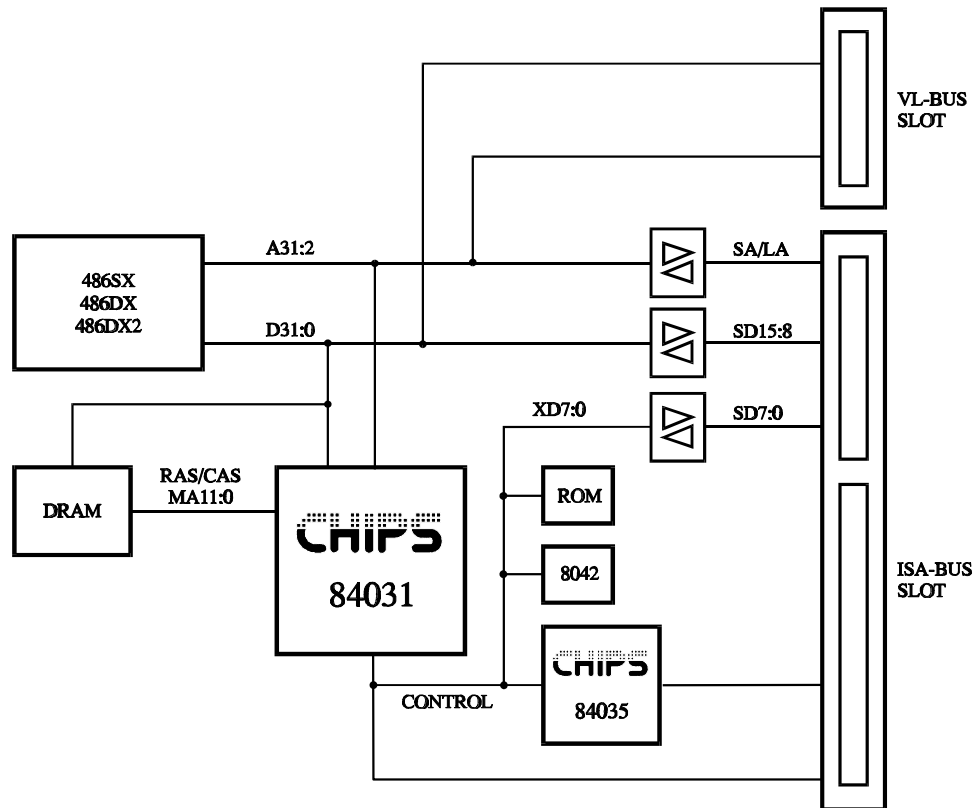 VL-BUS
SLOT
A31:2
SA/LA
486SX
486DX
486DX2
D31:0
SD15:8
XD7:0
SD7:0
RAS/CAS
MA11:0
DRAM
ROM
CHIPS
84031
8042
ISA-BUS
SLOT
CHIPS
84035
CONTROL